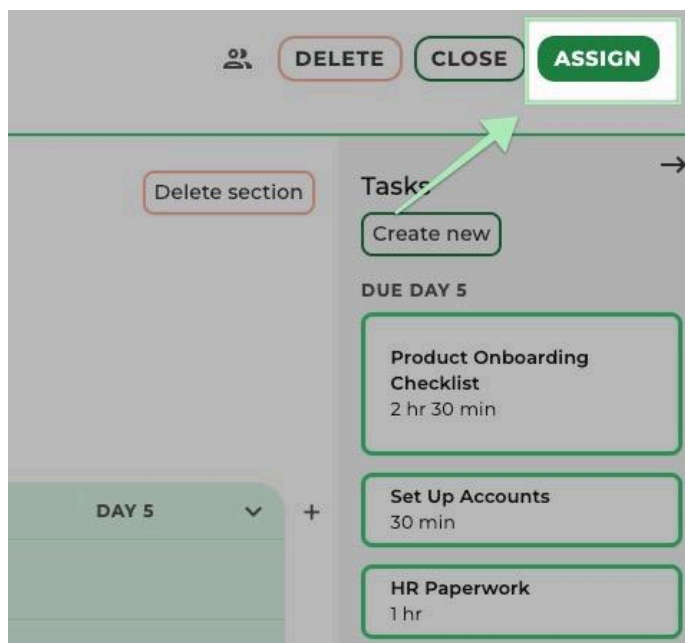 DELETE CLOSE ASSIGN
Delete section
Tasks
Create new
DUE DAY 5
Product Onboarding
Checklist
2 hr 30 min
DAY 5
Set Up Accounts
30 min
HR Paperwork
1 hr